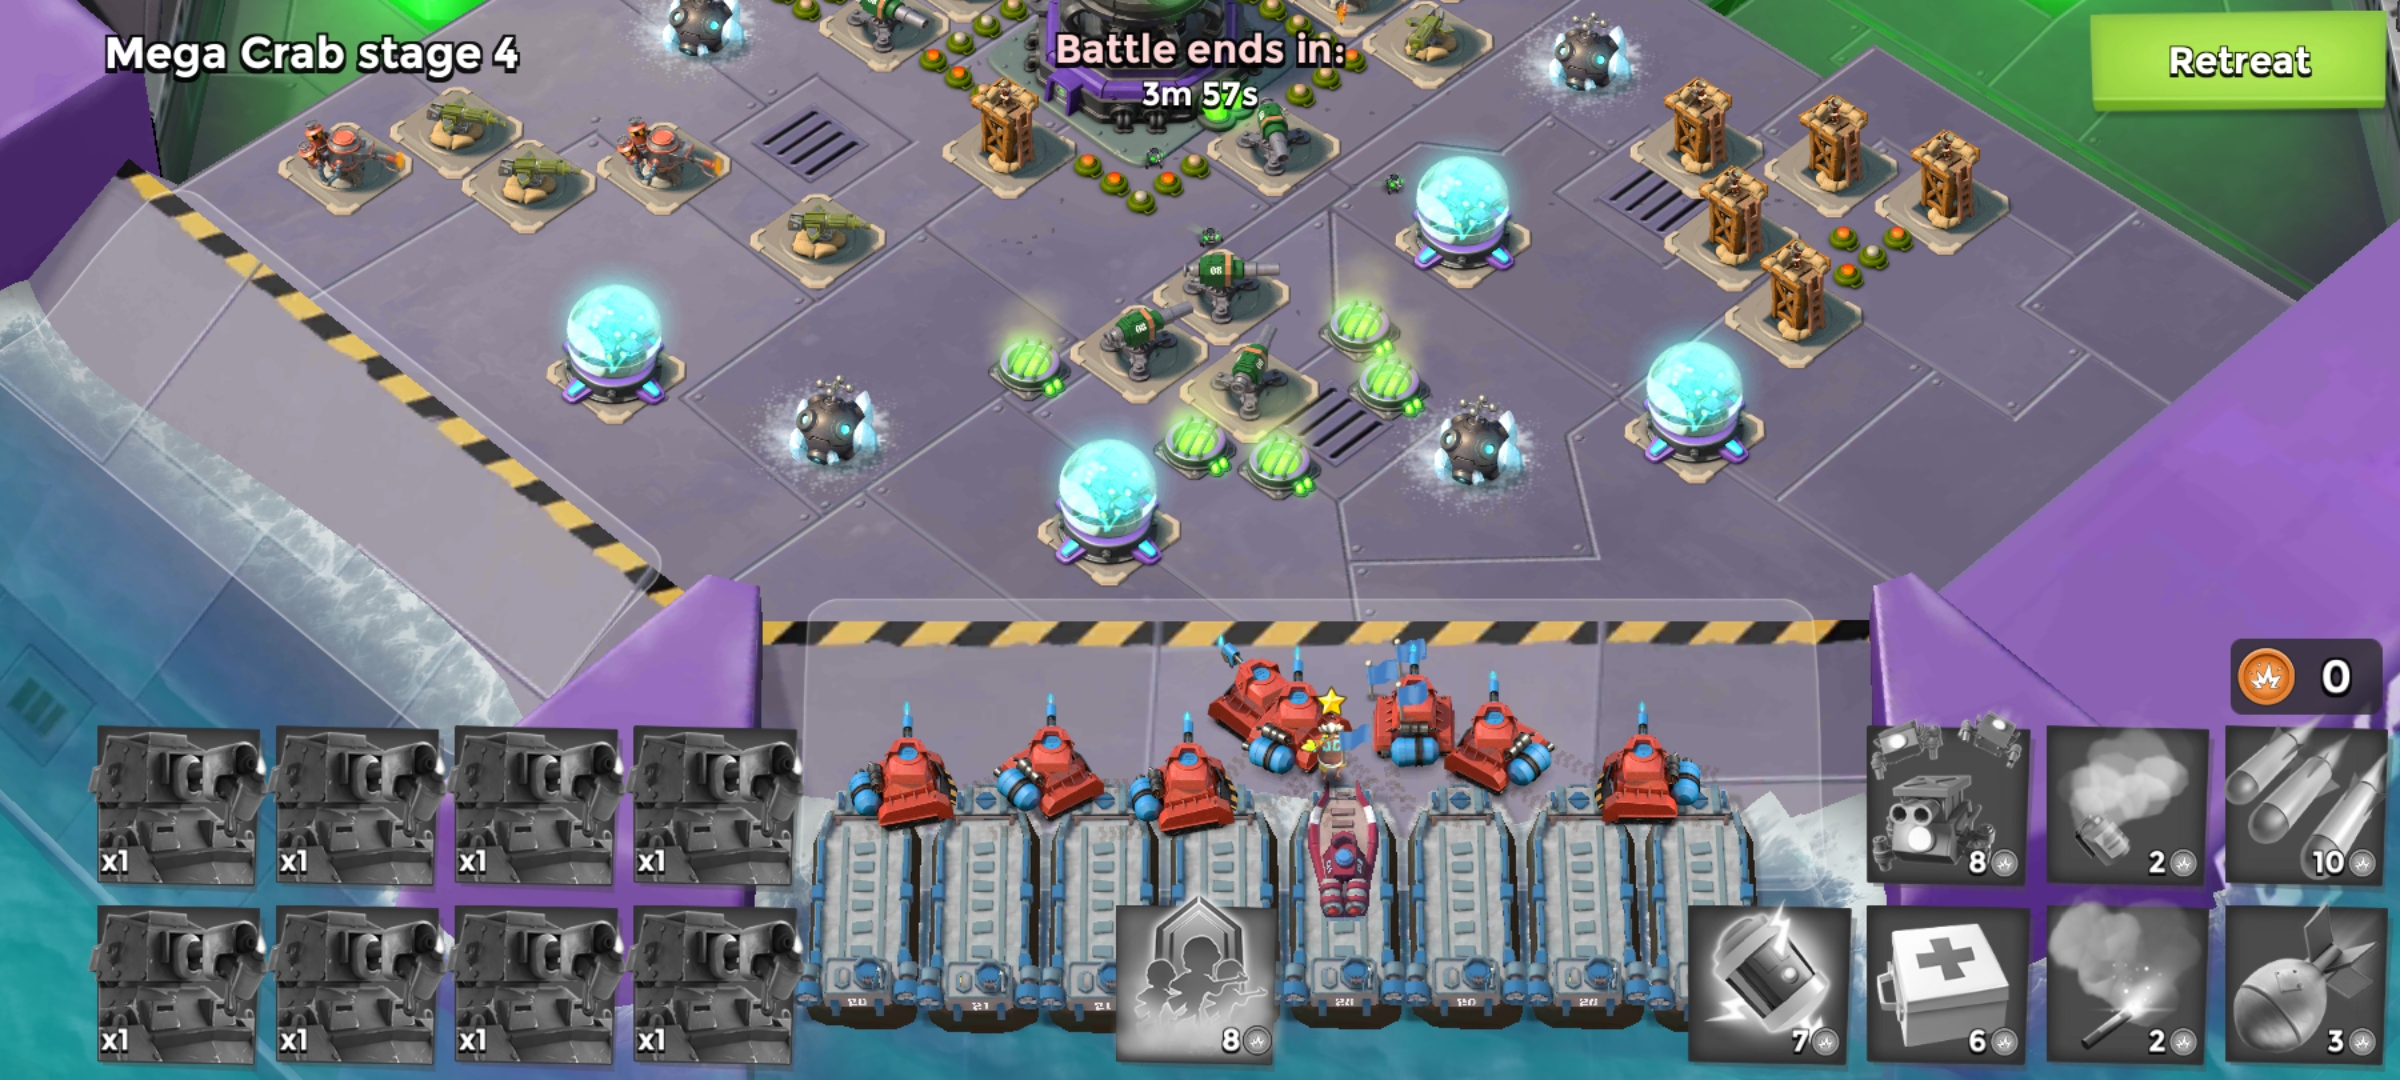 Mega Crab stage 4
Battle ends in:
3m 57s
Retreat
0
x1
x1
x1
x1
8
2
10
x1
x1
x1
x1
8
7
6
2
3